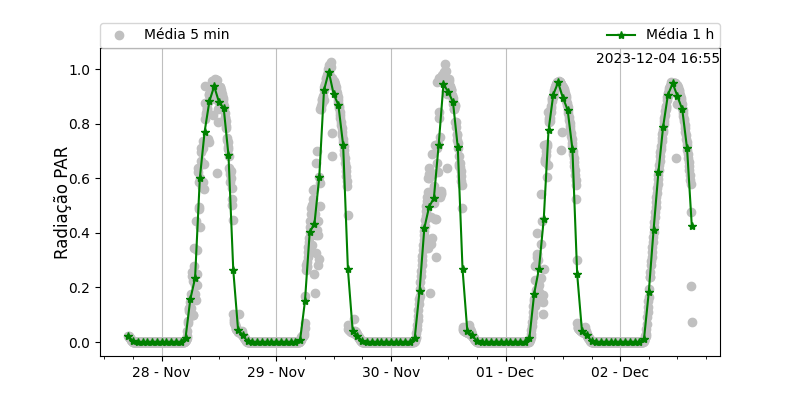 Média 5 min
Média 1 h
2023-12-04 16:55
Radiação PAR
1.0
0.8
0.6
0.4
0.2
0.0
28 - Nov
29 - Nov
30 - Nov
01 - Dec
02 - Dec